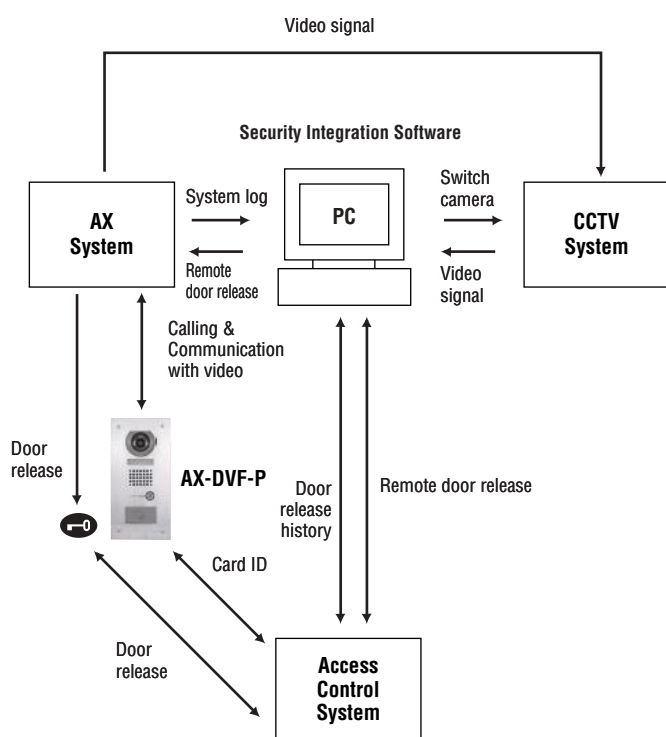 Video signal
Security Integration Software
AX
System
System log
Remote
door release
PC
Switch
camera
Video
signal
CCTV
System
Calling &
Communication
with video
Door
release
AX-DVF-P
Door
release
history
Remote door release
Card ID
Door
release
Access
Control
System